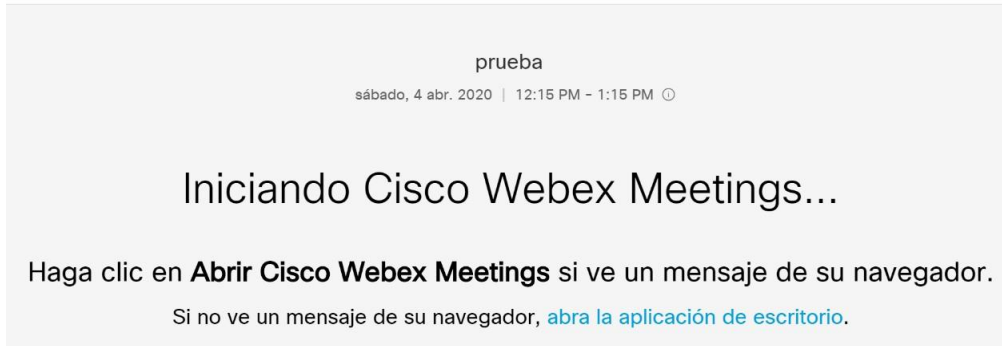 prueba
sábado, 4 abr. 2020 | 12:15 PM - 1:15 PM
Iniciando Cisco Webex Meetings...
Haga clic en Abrir Cisco Webex Meetings si ve un mensaje de su navegador.
Si no ve un mensaje de su navegador, abra la aplicación de escritorio.